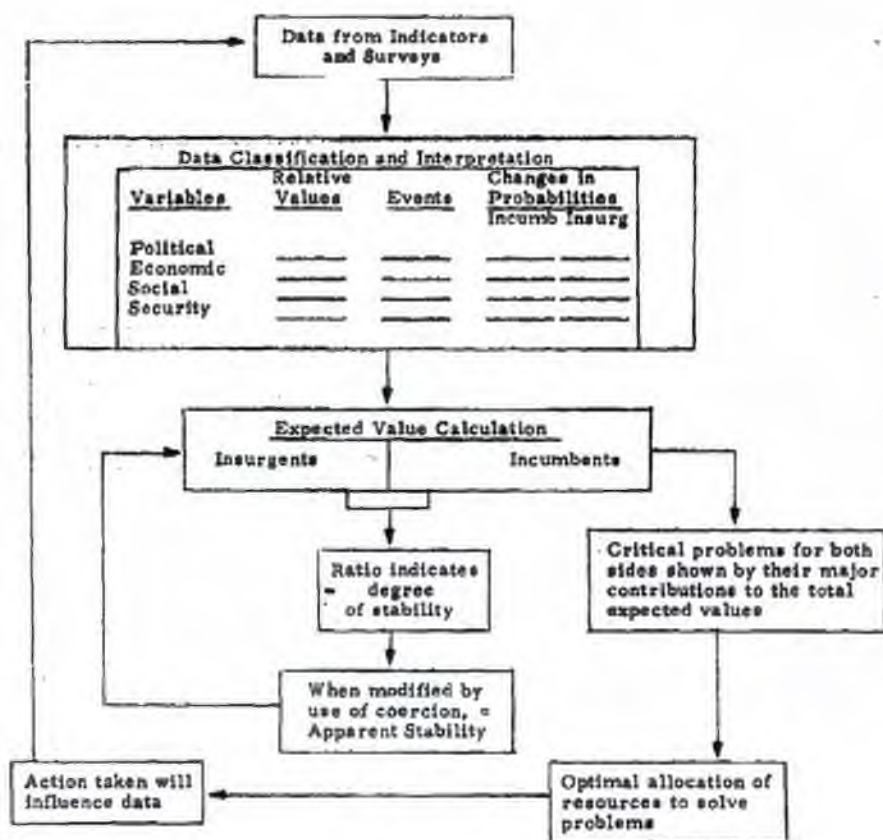 Data from Indicators
and Surveys
Data Classification and Interpretation
Variables
Relative
Values
Events
Changes in
Probabilities
Incumb Insurg
Political
Economic
Social
Security
Expected Value Calculation
Insurgents
Incumbents
Ratio indicates
= degree
of stability
When modified by
use of coercion, =
Apparent Stability
Critical problems for both
sides shown by their major
contributions to the total
expected values
Action taken will
influence data
Optimal allocation of
resources to solve
problems